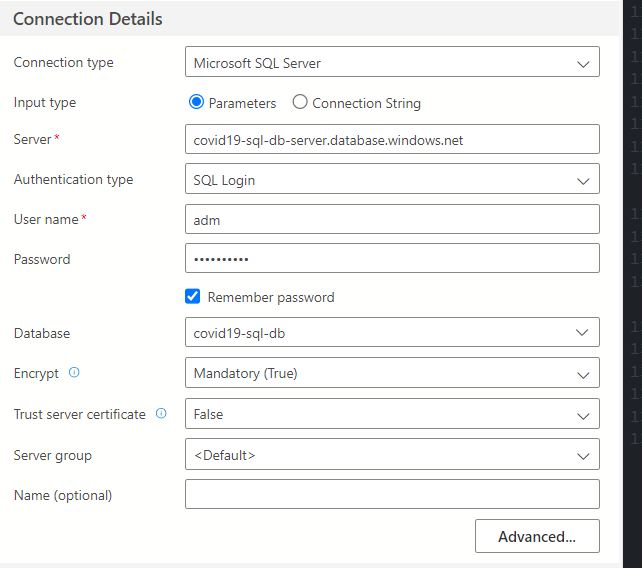 Connection Details
Connection type Microsoft SQL Server
Input type Parameters Connection String
Server* covid19-sql-db-server.database.windows.net
Authentication type SQL Login
User name* adm
Password ••••••••••
Remember password
Database covid19-sql-db
Encrypt Mandatory (True)
Trust server certificate False
Server group <Default>
Name (optional)
Advanced...